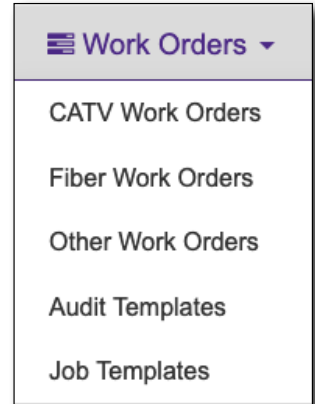 Work Orders
CATV Work Orders
Fiber Work Orders
Other Work Orders
Audit Templates
Job Templates